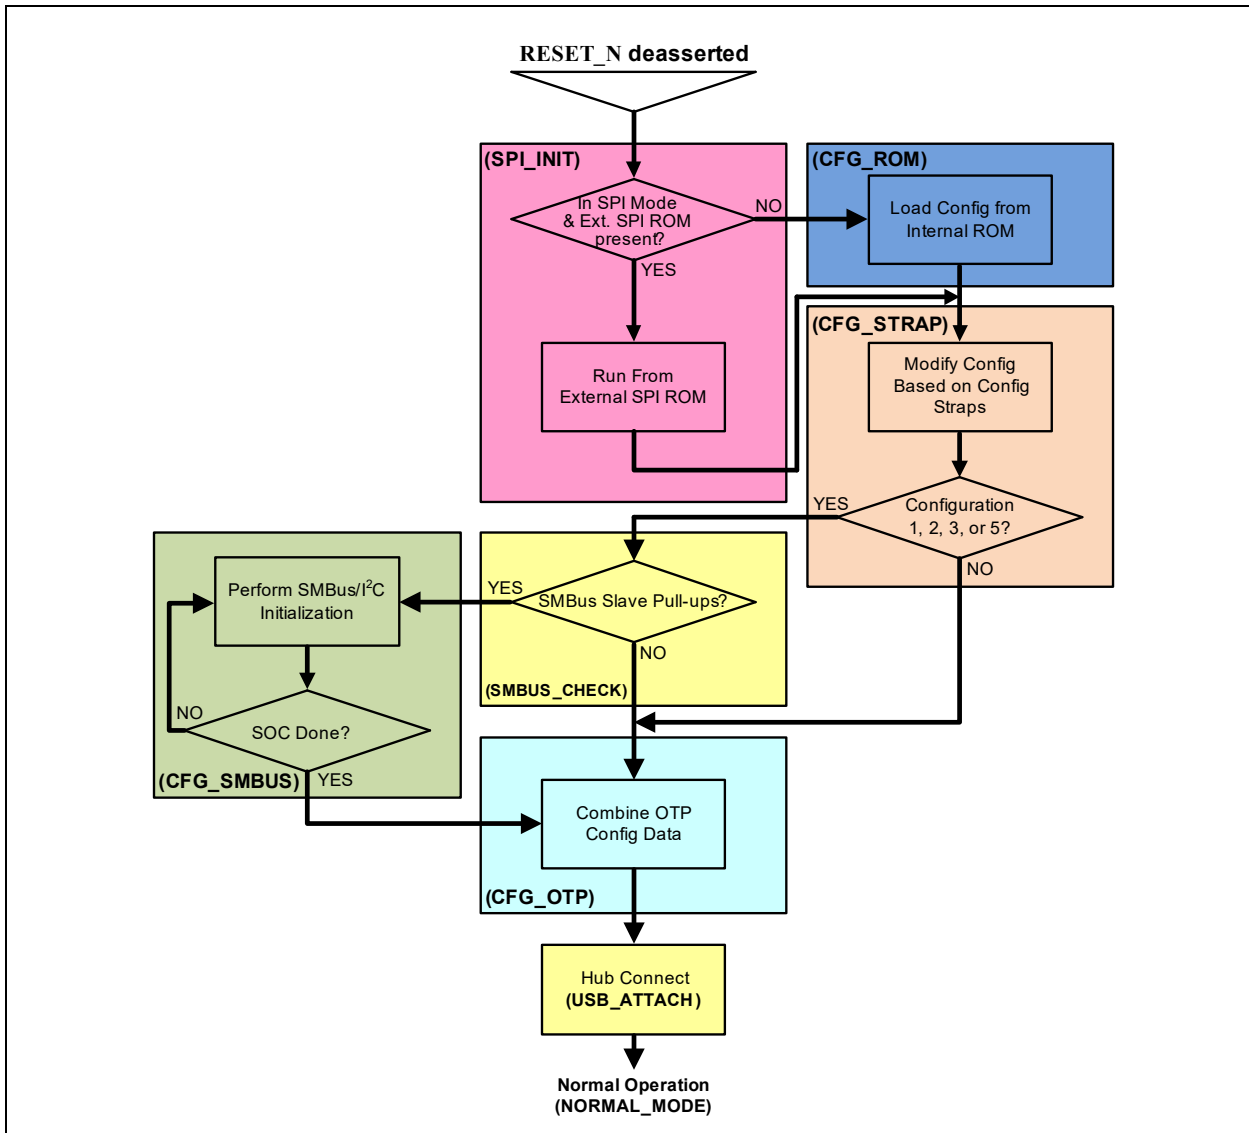 RESET_N deasserted
(SPI_INIT)
(CFG_ROM)
In SPI Mode
& Ext. SPI ROM
present?
NO
YES
Load Config from
Internal ROM
(CFG_STRAP)
Run From
External SPI ROM
Modify Config
Based on Config
Straps
YES
Configuration
1, 2, 3, or 5?
NO
Perform SMBus/I²C
Initialization
YES
SMBus Slave Pull-ups?
NO
(SMBUS_CHECK)
NO
SOC Done?
(CFG_SMBUS)
YES
Combine OTP
Config Data
(CFG_OTP)
Hub Connect
(USB_ATTACH)
Normal Operation
(NORMAL_MODE)